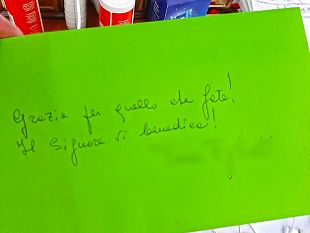 Grazie per quello che fate!
Il Signore vi benedica!